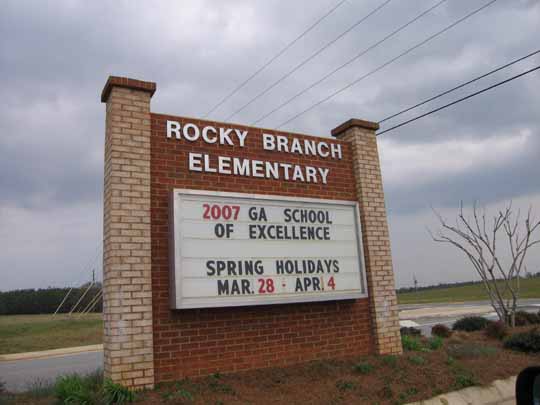 ROCKY BRANCH
ELEMENTARY
2007 GA SCHOOL
OF EXCELLENCE
SPRING HOLIDAYS
MAR. 28 - APR. 4